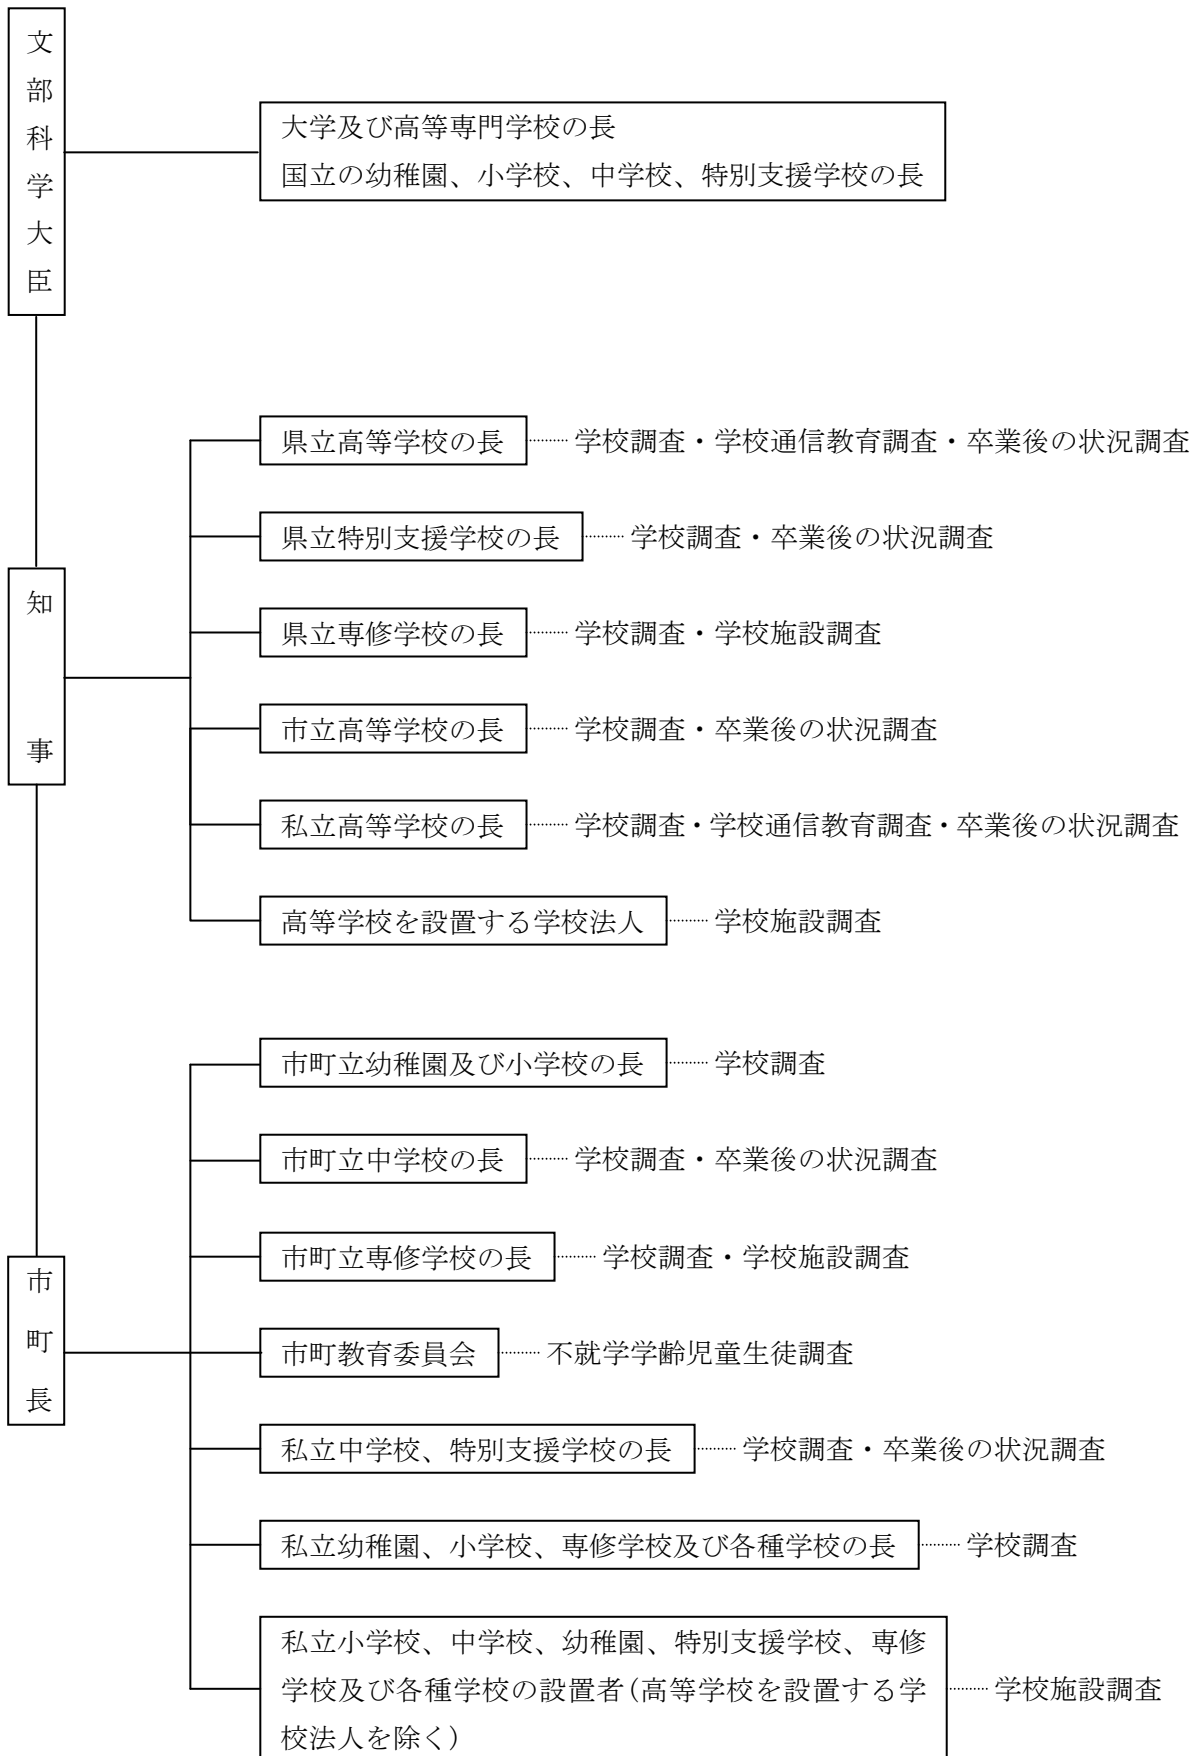 文部科学大臣
大学及び高等専門学校の長
国立の幼稚園、小学校、中学校、特別支援学校の長
県立高等学校の長 学校調査・学校通信教育調査・卒業後の状況調査
県立特別支援学校の長 学校調査・卒業後の状況調査
県立専修学校の長 学校調査・学校施設調査
知事
市立高等学校の長 学校調査・卒業後の状況調査
私立高等学校の長 学校調査・学校通信教育調査・卒業後の状況調査
高等学校を設置する学校法人 学校施設調査
市町立幼稚園及び小学校の長 学校調査
市町立中学校の長 学校調査・卒業後の状況調査
市町立専修学校の長 学校調査・学校施設調査
市町長
市町教育委員会 不就学学齢児童生徒調査
私立中学校、特別支援学校の長 学校調査・卒業後の状況調査
私立幼稚園、小学校、専修学校及び各種学校の長 学校調査
私立小学校、中学校、幼稚園、特別支援学校、専修
学校及び各種学校の設置者(高等学校を設置する学 学校施設調査
校法人を除く)